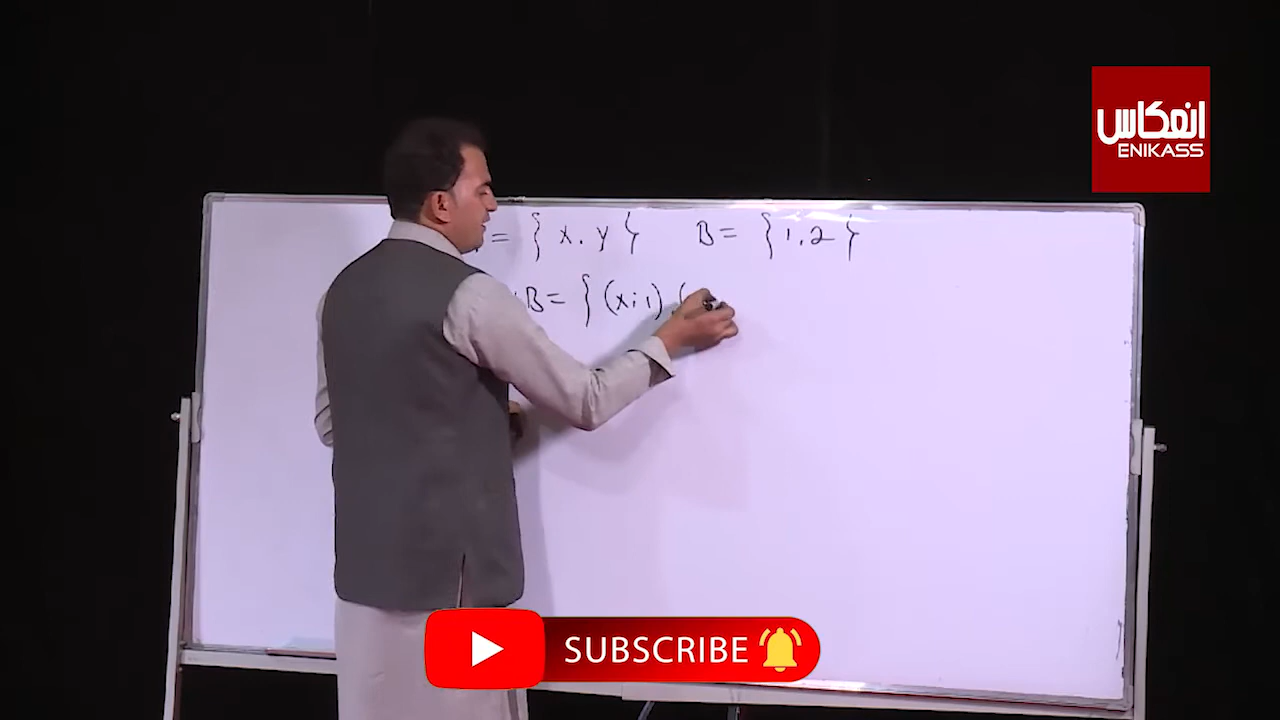 انعکاس
ENIKASS
= { x , y } B = { 1 , 2 }
B = { (x ; 1) , (
SUBSCRIBE